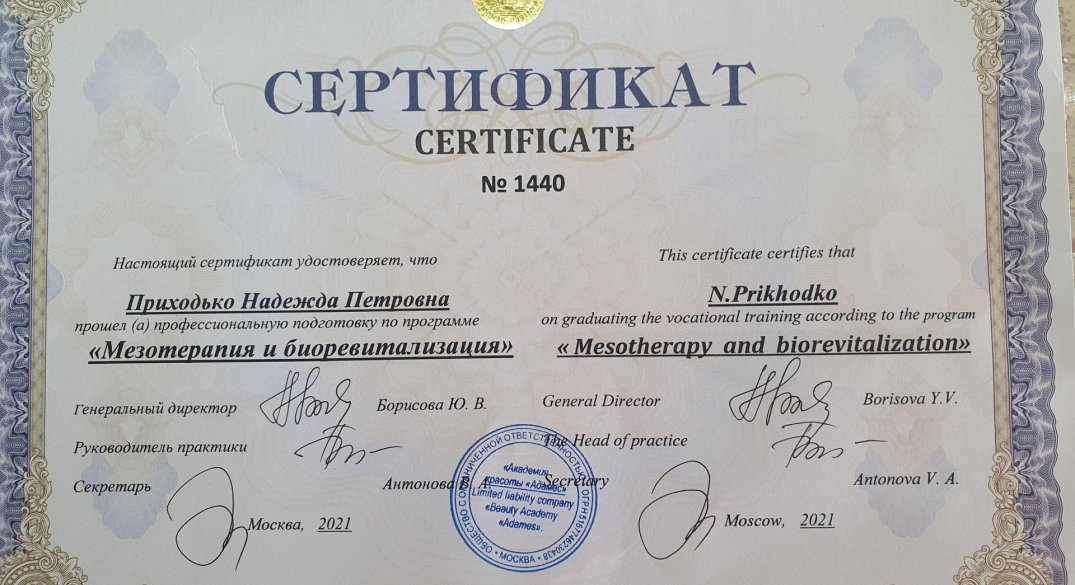 СЕРТИФИКАТ
CERTIFICATE
№ 1440
Настоящий сертификат удостоверяет, что
Приходько Надежда Петровна
прошел (а) профессиональную подготовку по программе
«Мезотерапия и биоревитализация»
Генеральный директор Борисова Ю. В.
Руководитель практики
Секретарь Антонова В. А.
Москва, 2021
This certificate certifies that
N.Prikhodko
on graduating the vocational training according to the program
« Mesotherapy and biorevitalization»
General Director Borisova Y.V.
The Head of practice
Secretary Antonova V. A.
Moscow, 2021
ОБЩЕСТВО С ОГРАНИЧЕННОЙ ОТВЕТСТВЕННОСТЬЮ
МОСКВА
«Академия
красоты «Адамес»
Limited liability company
«Beauty Academy
«Adames».